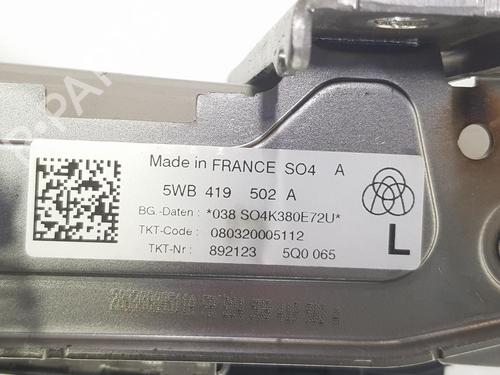 Made in FRANCE SO4 A
5WB 419 502 A
BG.-Daten : *038 SO4K380E72U*
TKT-Code : 080320005112
TKT-Nr : 892123 5Q0 065
L